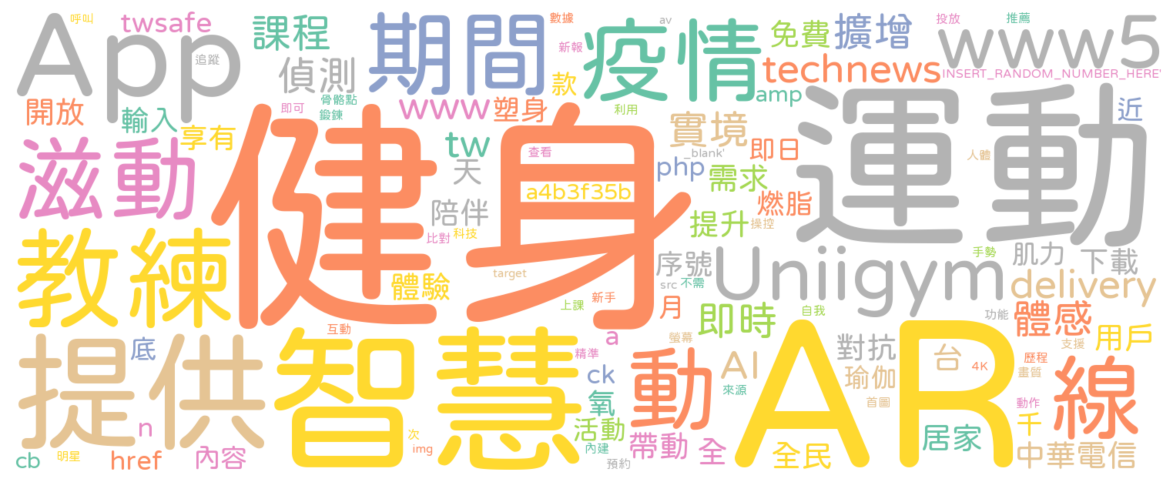 呼叫
twsafe
課程
期間
數據
av
免費
擴增
投放
推薦
www5
App
追蹤
偵測
新報
疫情
technews
INSERT_RANDOM_NUMBER_HERE'
開放
輸入
骨骼點
即可
鍛鍊
www
塑身
款
利用
amp
近
滋動
享有
健身
tw
查看
實境
_blank'
即日
運動
人體
天
a4b3f35b
php
需求
燃脂
教練
陪伴
比對
科技
提升
操控
體驗
target
序號
src
不需
Uniigym
手勢
肌力
下載
delivery
上課
新手
月
即時
自我
功能
體感
用戶
支援
提供
底
智慧
互動
a
精準
動
螢幕
AI
AR
對抗
瑜伽
台
4K
歷程
畫質
線
ck
氧
來源
首圖
動作
千
n
次
活動
帶動
全
居家
cb
明星
href
內容
img
內建
預約
全民
中華電信